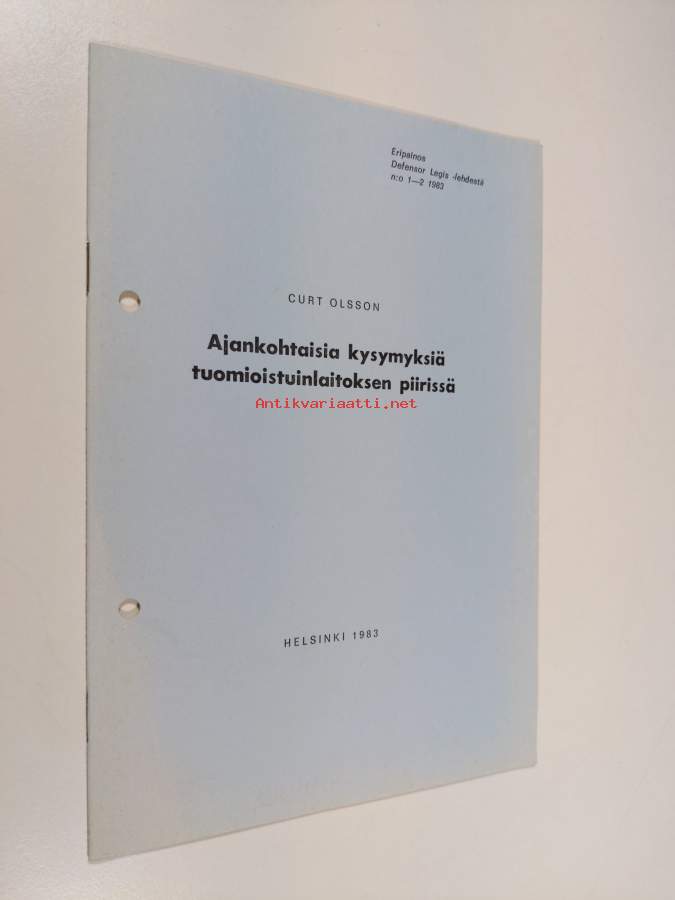 Eripainos
Defensor Legis -lehdestä
n:o 1—2 1983
CURT OLSSON
Ajankohtaisia kysymyksiä
tuomioistuinlaitoksen piirissä
Antikvariaatti.net
HELSINKI 1983